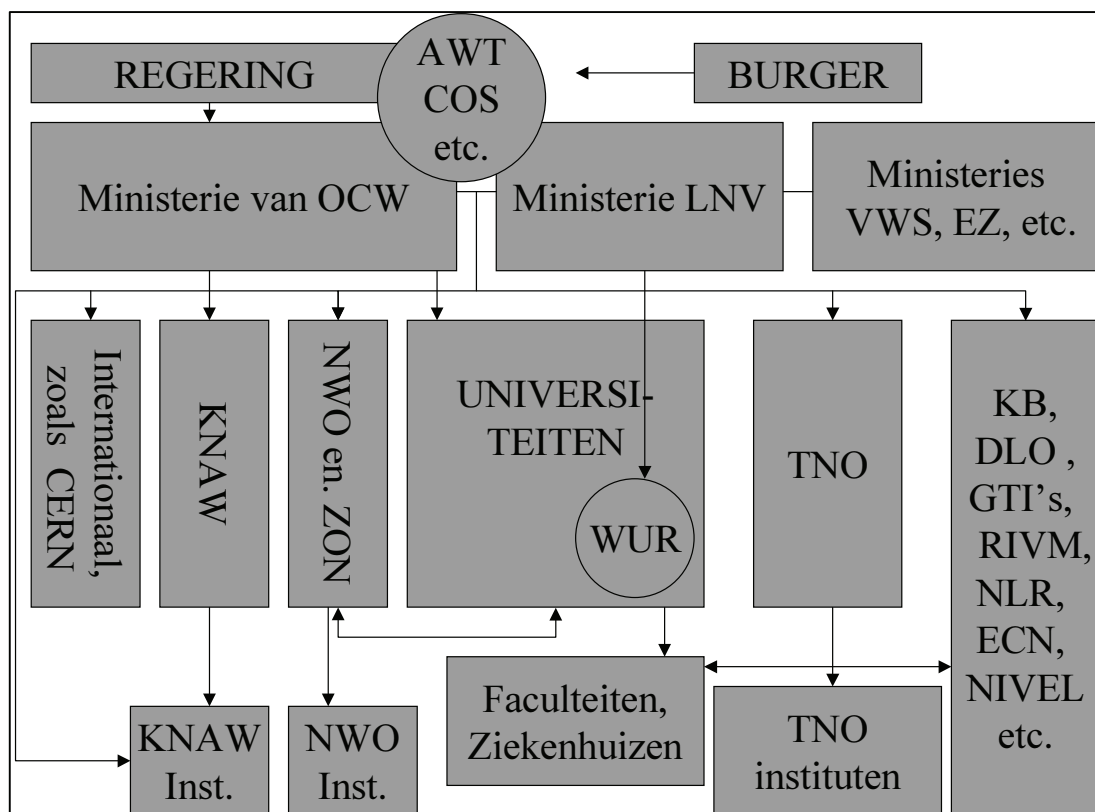 REGERING
AWT
COS
etc.
BURGER
Ministerie van OCW
Ministerie LNV
Ministeries
VWS, EZ, etc.
Internationaal,
zoals CERN
KNAW
NWO en. ZON
UNIVERSI-
TEITEN
WUR
TNO
KB,
DLO ,
GTI's,
RIVM,
NLR,
ECN,
NIVEL
etc.
KNAW
Inst.
NWO
Inst.
Faculteiten,
Ziekenhuizen
TNO
instituten